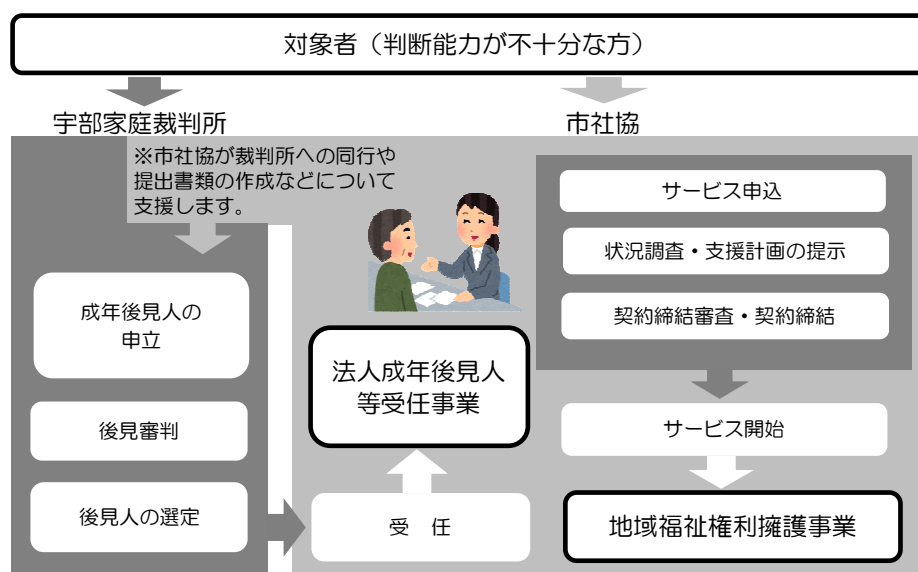 対象者（判断能力が不十分な方）
宇部家庭裁判所
※市社協が裁判所への同行や
提出書類の作成などについて
支援します。
成年後見人の
申立
後見審判
後見人の選定
受　任
法人成年後見人
等受任事業
市社協
サービス申込
状況調査・支援計画の提示
契約締結審査・契約締結
サービス開始
地域福祉権利擁護事業